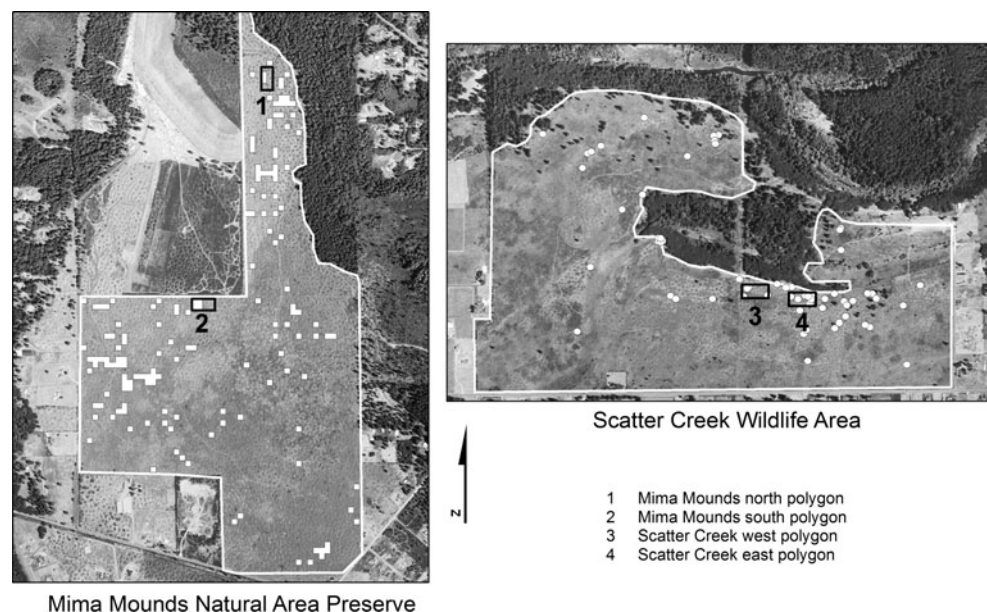 1
2
3
4
Mima Mounds Natural Area Preserve
Scatter Creek Wildlife Area
N
1 Mima Mounds north polygon
2 Mima Mounds south polygon
3 Scatter Creek west polygon
4 Scatter Creek east polygon